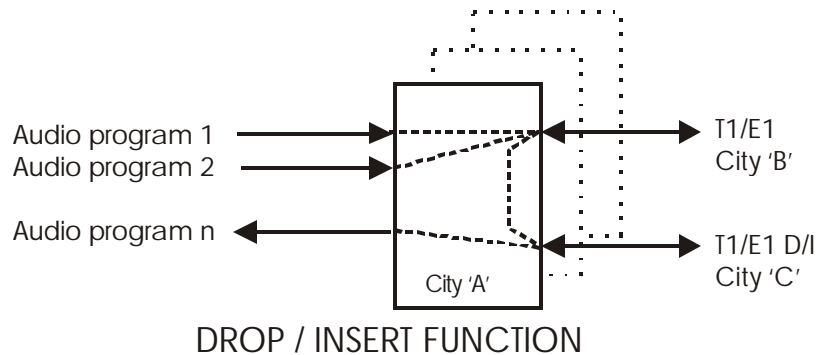 Audio program 1
Audio program 2
Audio program n
T1/E1
City 'B'
T1/E1 D/I
City 'C'
City 'A'
DROP / INSERT FUNCTION